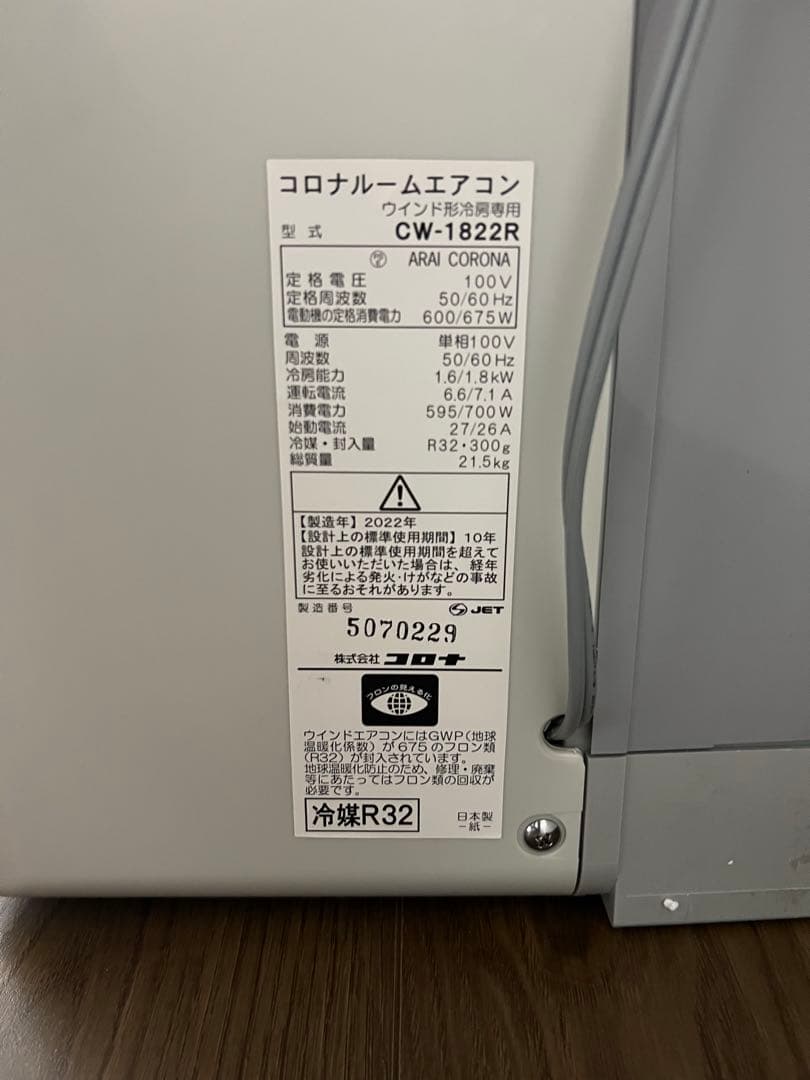 コロナルームエアコン
ウインド形冷房専用
型式 CW-1822R
ARAI CORONA
定格電圧 100V
定格周波数 50/60Hz
電動機の定格消費電力 600/675W
電源 単相100V
周波数 50/60Hz
冷房能力 1.6/1.8kW
運転電流 6.6/7.1A
消費電力 595/700W
始動電流 27/26A
冷媒・封入量 R32・300g
総質量 21.5kg
【製造年】2022年
【設計上の標準使用期間】10年
設計上の標準使用期間を超えて
お使いいただいた場合は、経年
劣化による発火・けがなどの事故
に至るおそれがあります。
製造番号 JET
5070229
株式会社 コロナ
フロンの見える化
ウインドエアコンにはGWP(地球
温暖化係数)が675のフロン類
(R32)が封入されています。
地球温暖化防止のため、修理・廃棄
等にあたってはフロン類の回収が
必要です。
冷媒R32
日本製
-紙-